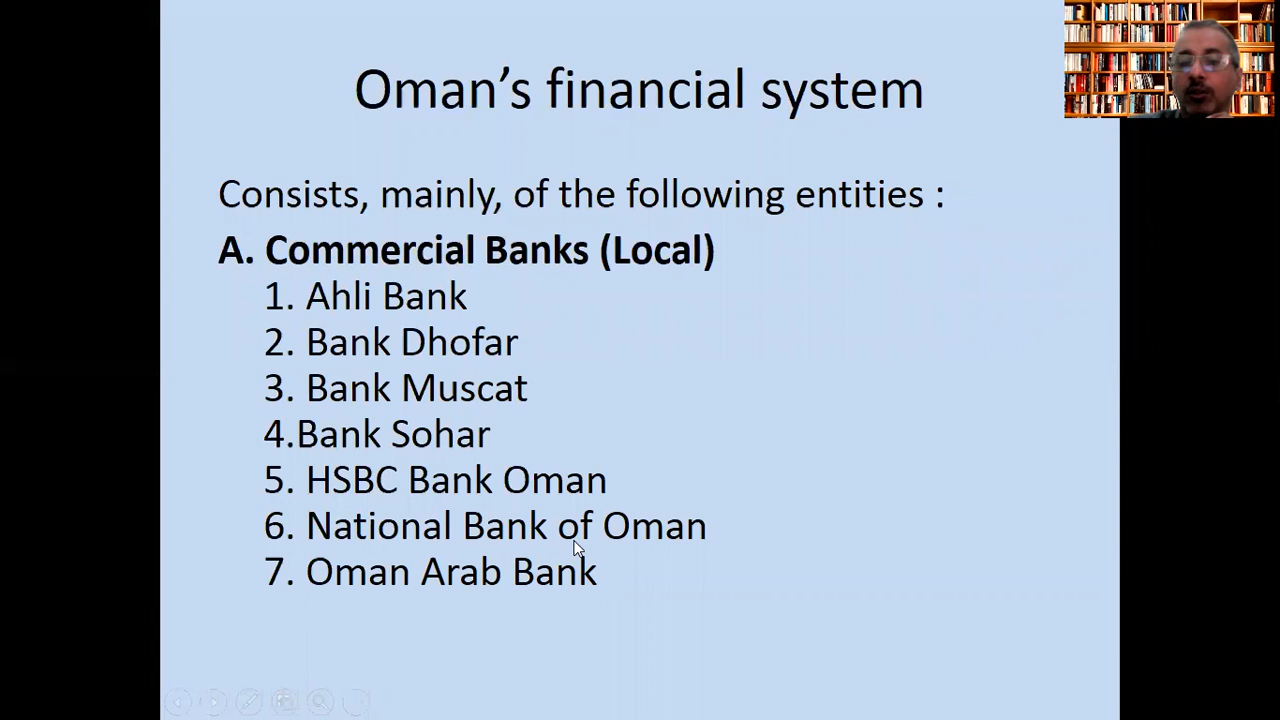 Oman’s financial system
Consists, mainly, of the following entities :
A. Commercial Banks (Local)
1. Ahli Bank
2. Bank Dhofar
3. Bank Muscat
4.Bank Sohar
5. HSBC Bank Oman
6. National Bank of Oman
7. Oman Arab Bank